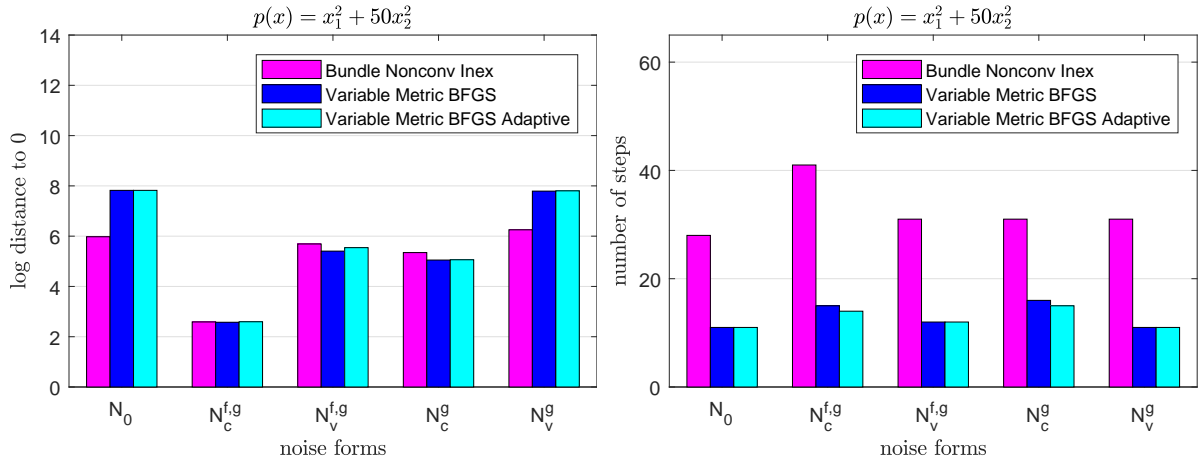 p(x) = x_1^2 + 50x_2^2
14
12
10
8
6
4
2
0
log distance to 0
Bundle Nonconv Inex
Variable Metric BFGS
Variable Metric BFGS Adaptive
N_0
N_c^{f,g}
N_v^{f,g}
N_c^g
N_v^g
noise forms
p(x) = x_1^2 + 50x_2^2
60
40
20
0
number of steps
Bundle Nonconv Inex
Variable Metric BFGS
Variable Metric BFGS Adaptive
N_0
N_c^{f,g}
N_v^{f,g}
N_c^g
N_v^g
noise forms